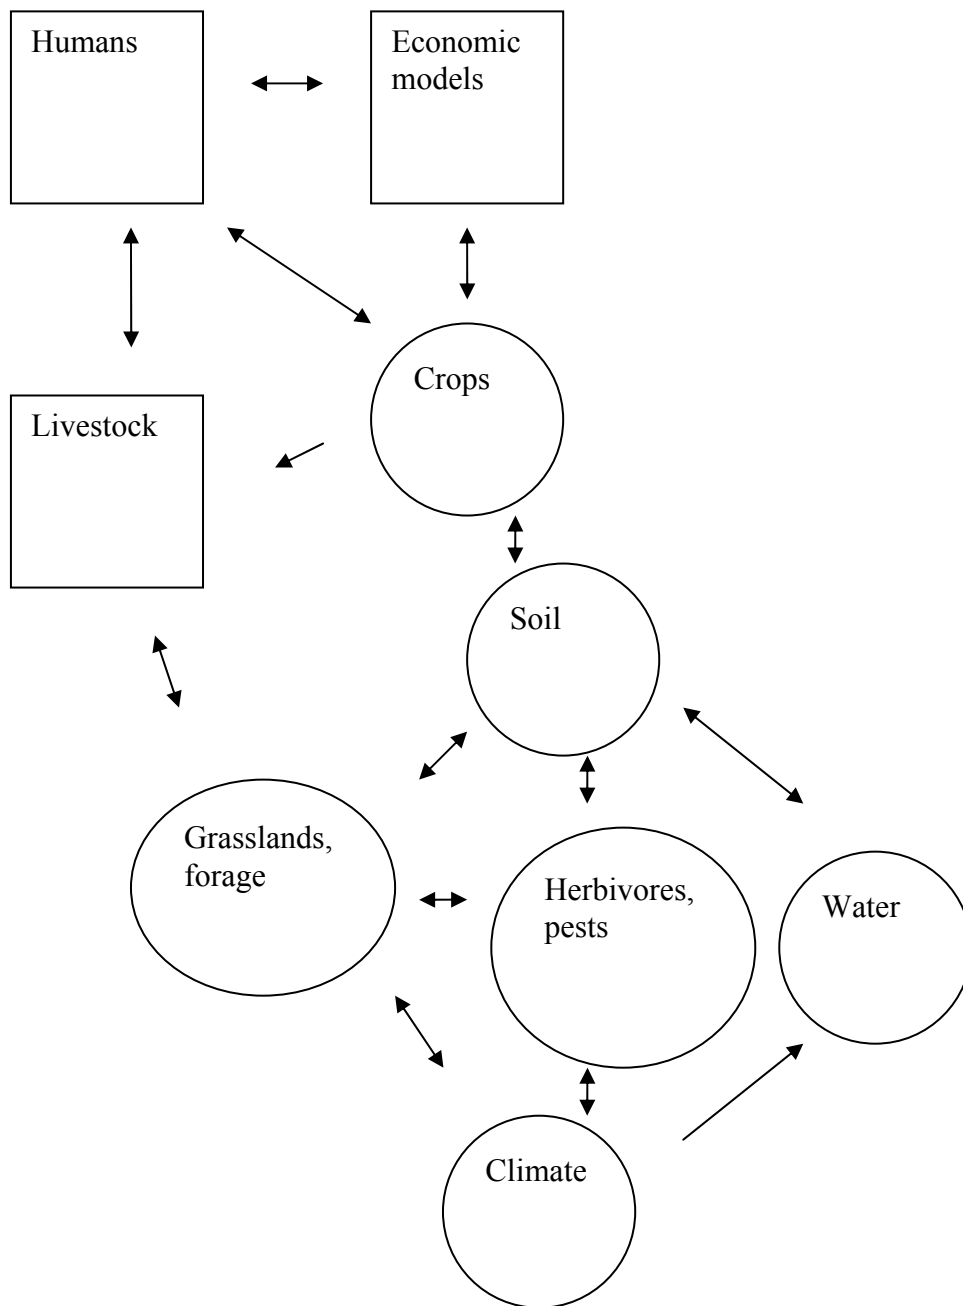 Humans
Economic
models
Crops
Livestock
Soil
Grasslands,
forage
Herbivores,
pests
Water
Climate